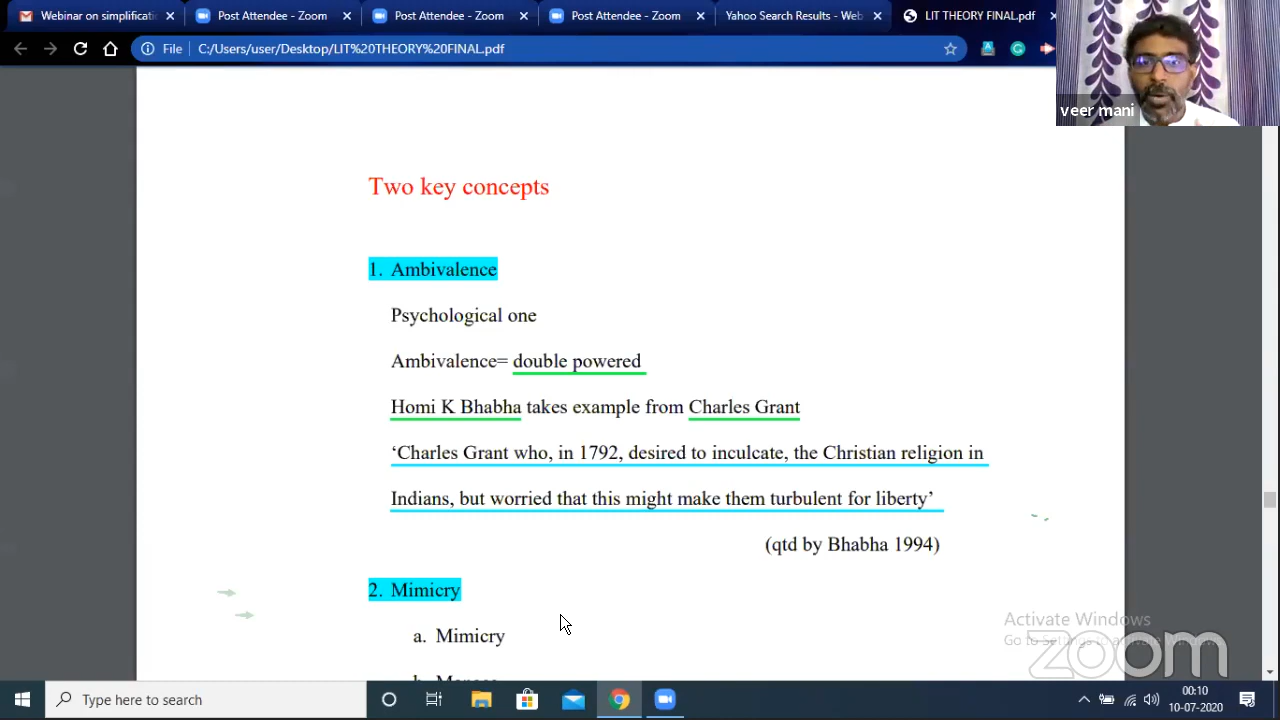 Webinar on simplificati
Post Attendee - Zoom
Post Attendee - Zoom
Post Attendee - Zoom
Yahoo Search Results - Web
LIT THEORY FINAL.pdf
File
C:/Users/user/Desktop/LIT%20THEORY%20FINAL.pdf
veer mani
Two key concepts
1. Ambivalence
Psychological one
Ambivalence= double powered
Homi K Bhabha takes example from Charles Grant
‘Charles Grant who, in 1792, desired to inculcate, the Christian religion in
Indians, but worried that this might make them turbulent for liberty’
(qtd by Bhabha 1994)
2. Mimicry
a. Mimicry
Activate Windows
Go to Settings
zoom
Type here to search
00:10
10-07-2020